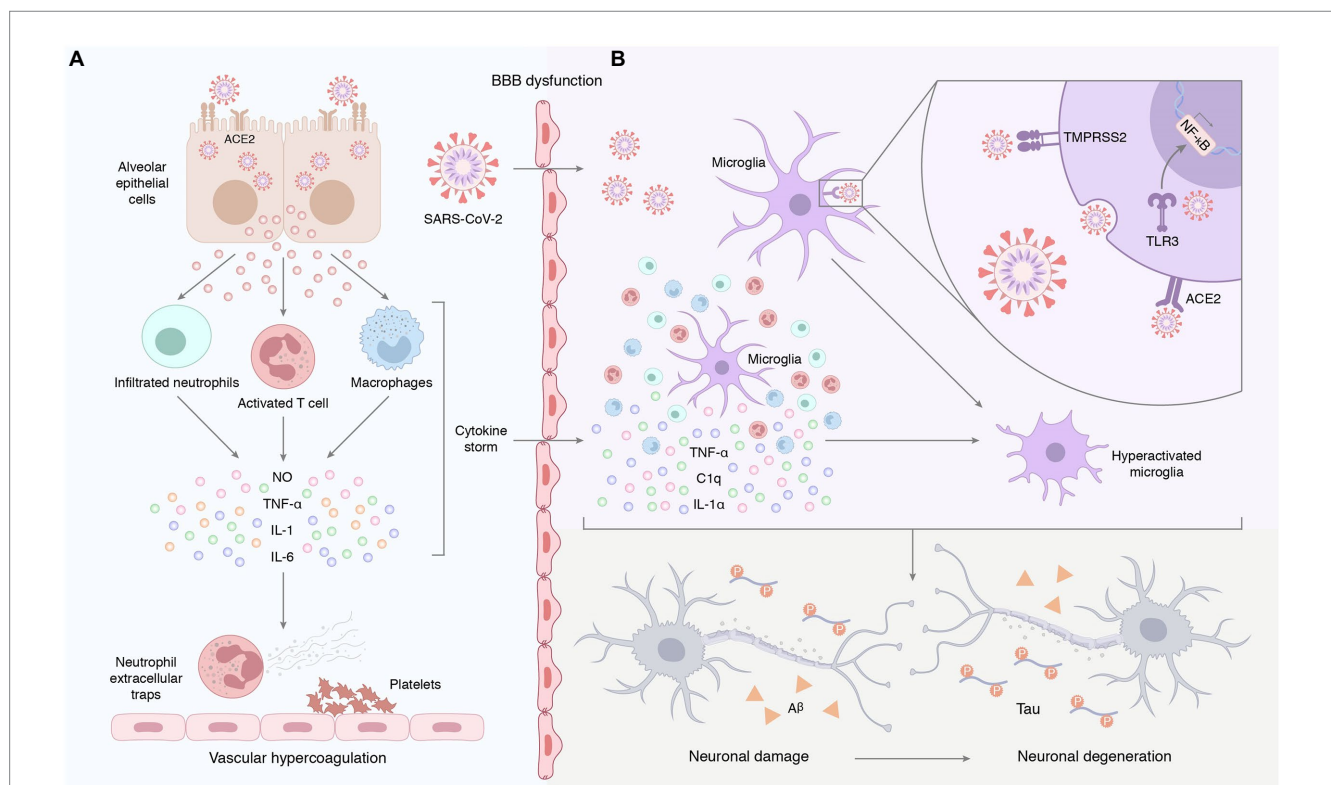 A
B
BBB dysfunction
ACE2
Alveolar
epithelial
cells
SARS-CoV-2
Infiltrated neutrophils
Activated T cell
Macrophages
Cytokine
storm
NO
TNF-α
IL-1
IL-6
Neutrophil
extracellular
traps
Platelets
Vascular hypercoagulation
Microglia
TMPRSS2
NF-κB
TLR3
ACE2
Microglia
TNF-α
C1q
IL-1α
Hyperactivated
microglia
P
P
P
P
P
P
P
P
P
P
Aβ
Tau
Neuronal damage
Neuronal degeneration